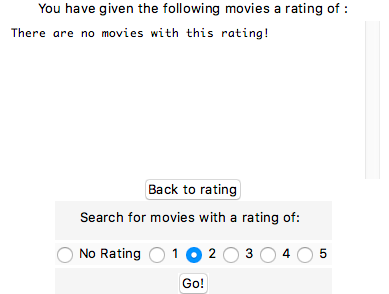 You have given the following movies a rating of :
There are no movies with this rating!
Back to rating
Search for movies with a rating of:
No Rating 1 2 3 4 5
Go!